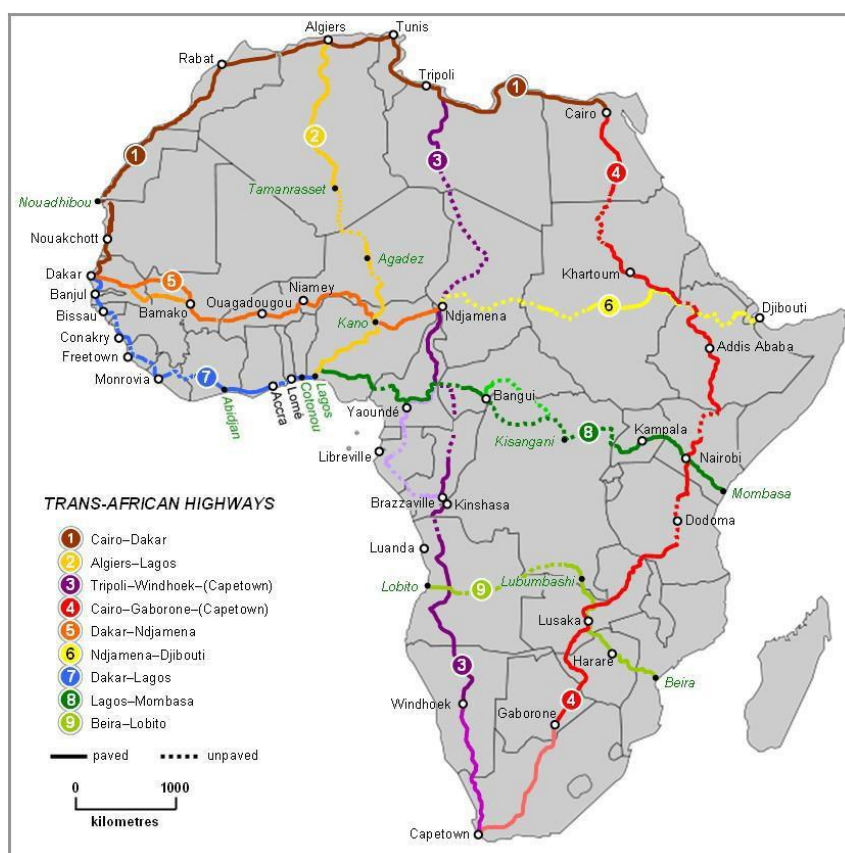 Algiers
Tunis
Rabat
Tripoli
1
Cairo
2
1
3
4
Tamanrasset
Nouadhibou
Nouakchott
Agadez
Khartoum
Dakar
5
Niamey
Banjul
Ouagadougou
6
Djibouti
Bissau
Bamako
Kano
Ndjamena
Conakry
Addis Ababa
Freetown
Monrovia
7
Abidjan
Accra
Lomé
Cotonou
Lagos
Yaoundé
Bangui
8
Kampala
Kisangani
Libreville
Nairobi
Mombasa
Brazzaville
Kinshasa
Dodoma
Luanda
Lobito
9
Lubumbashi
Lusaka
Harare
3
Beira
Windhoek
Gaborone
4
Capetown
TRANS-AFRICAN HIGHWAYS
1 Cairo–Dakar
2 Algiers–Lagos
3 Tripoli–Windhoek–(Capetown)
4 Cairo–Gaborone–(Capetown)
5 Dakar–Ndjamena
6 Ndjamena–Djibouti
7 Dakar–Lagos
8 Lagos–Mombasa
9 Beira–Lobito
paved unpaved
0 1000
kilometres